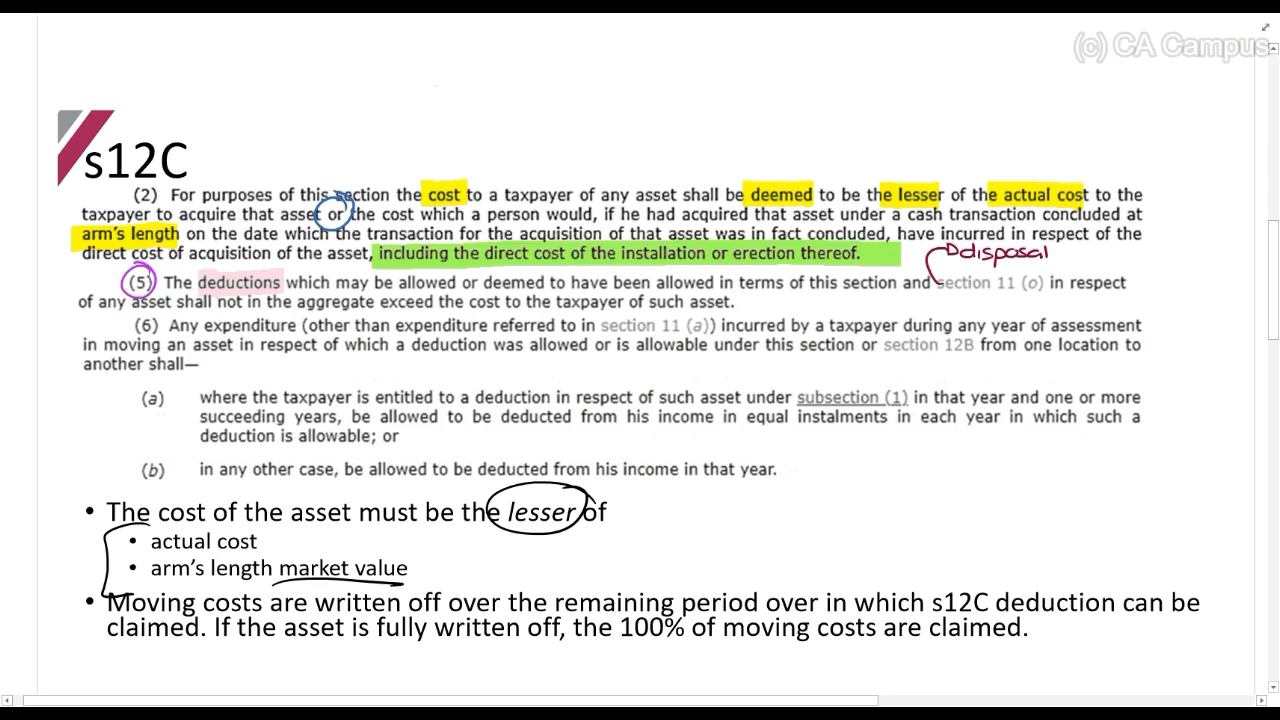 (c) CA Campus
s12C
(2) For purposes of this section the cost to a taxpayer of any asset shall be deemed to be the lesser of the actual cost to the
taxpayer to acquire that asset or the cost which a person would, if he had acquired that asset under a cash transaction concluded at
arm's length on the date which the transaction for the acquisition of that asset was in fact concluded, have incurred in respect of the
direct cost of acquisition of the asset, including the direct cost of the installation or erection thereof.
disposal
(5) The deductions which may be allowed or deemed to have been allowed in terms of this section and section 11 (o) in respect
of any asset shall not in the aggregate exceed the cost to the taxpayer of such asset.
(6) Any expenditure (other than expenditure referred to in section 11 (a)) incurred by a taxpayer during any year of assessment
in moving an asset in respect of which a deduction was allowed or is allowable under this section or section 12B from one location to
another shall—
(a) where the taxpayer is entitled to a deduction in respect of such asset under subsection (1) in that year and one or more
succeeding years, be allowed to be deducted from his income in equal instalments in each year in which such a
deduction is allowable; or
(b) in any other case, be allowed to be deducted from his income in that year.
• The cost of the asset must be the lesser of
• actual cost
• arm's length market value
• Moving costs are written off over the remaining period over in which s12C deduction can be
claimed. If the asset is fully written off, the 100% of moving costs are claimed.